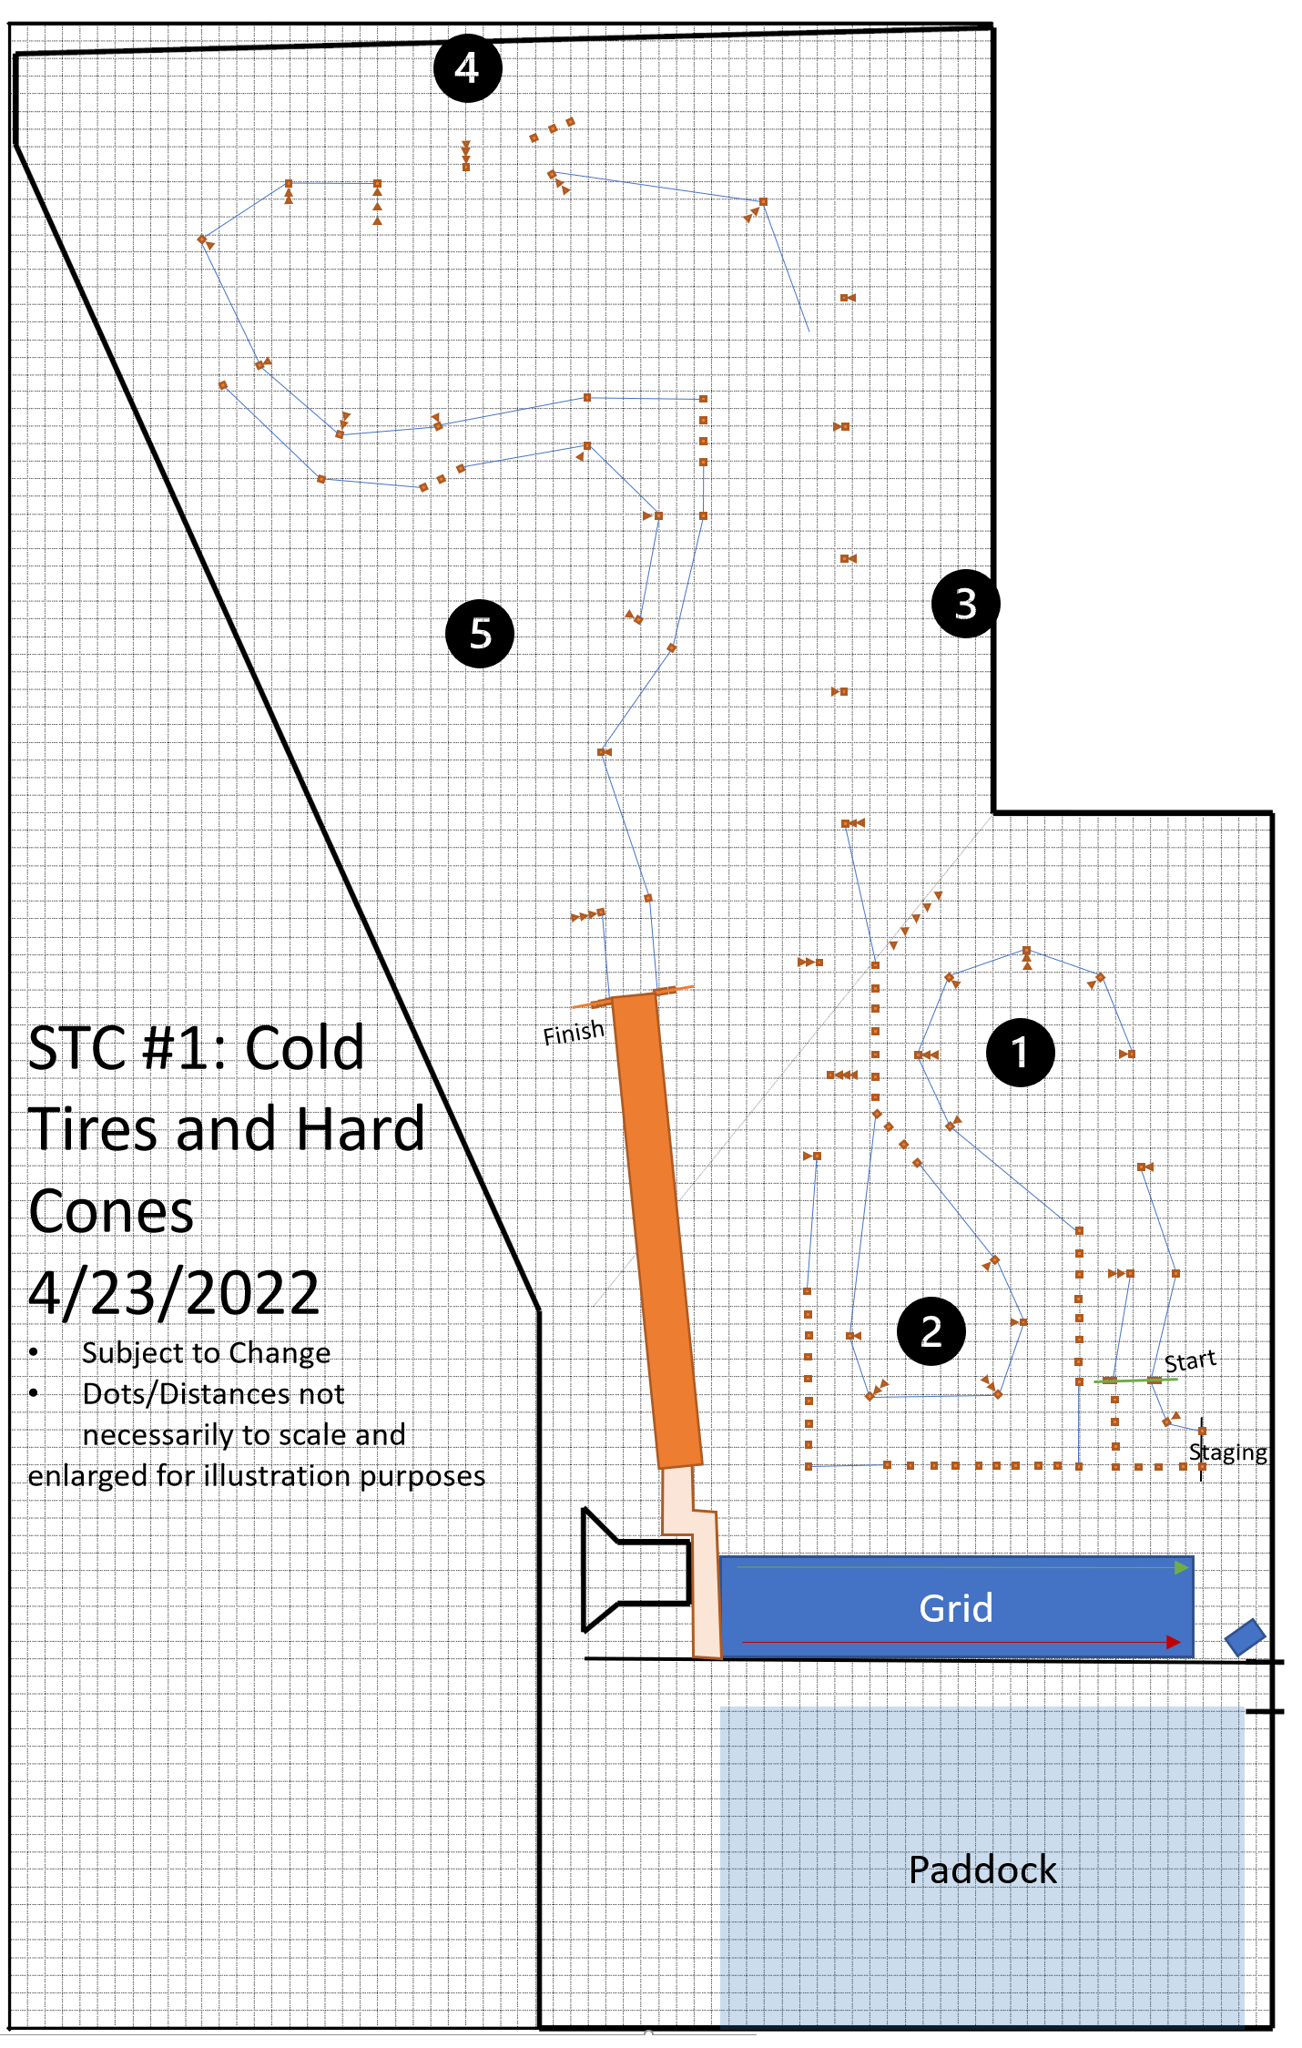 4
3
5
1
Finish
STC #1: Cold
Tires and Hard
Cones
4/23/2022
• Subject to Change
• Dots/Distances not
necessarily to scale and
enlarged for illustration purposes
2
Start
Staging
Grid
Paddock